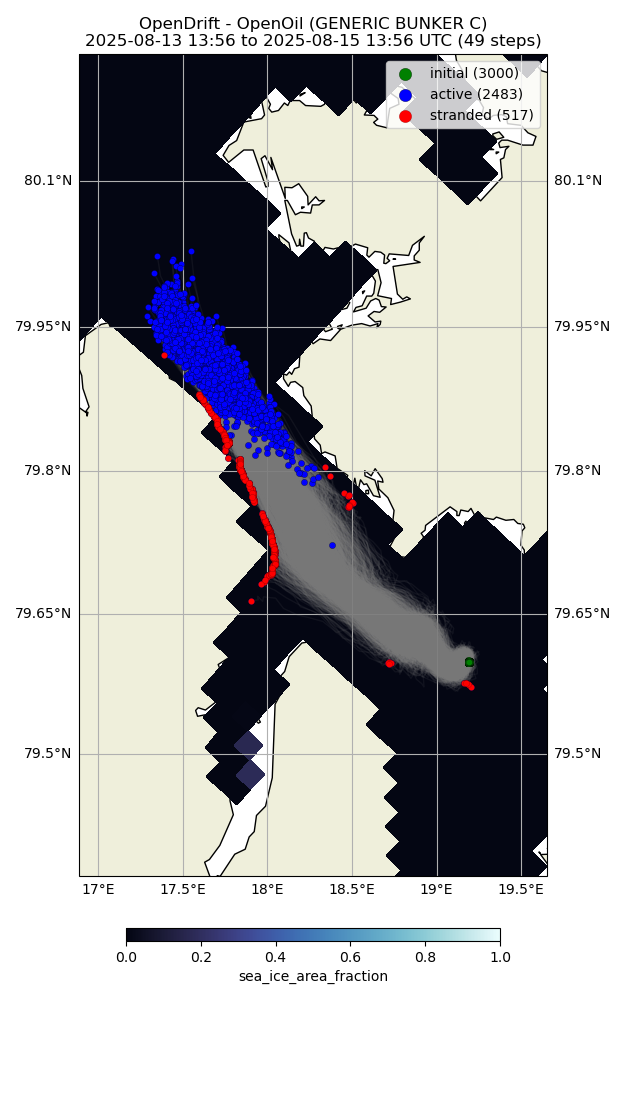 OpenDrift - OpenOil (GENERIC BUNKER C)
2025-08-13 13:56 to 2025-08-15 13:56 UTC (49 steps)
initial (3000)
active (2483)
stranded (517)
80.1°N 80.1°N
79.95°N 79.95°N
79.8°N 79.8°N
79.65°N 79.65°N
79.5°N 79.5°N
17°E 17.5°E 18°E 18.5°E 19°E 19.5°E
0.0 0.2 0.4 0.6 0.8 1.0
sea_ice_area_fraction